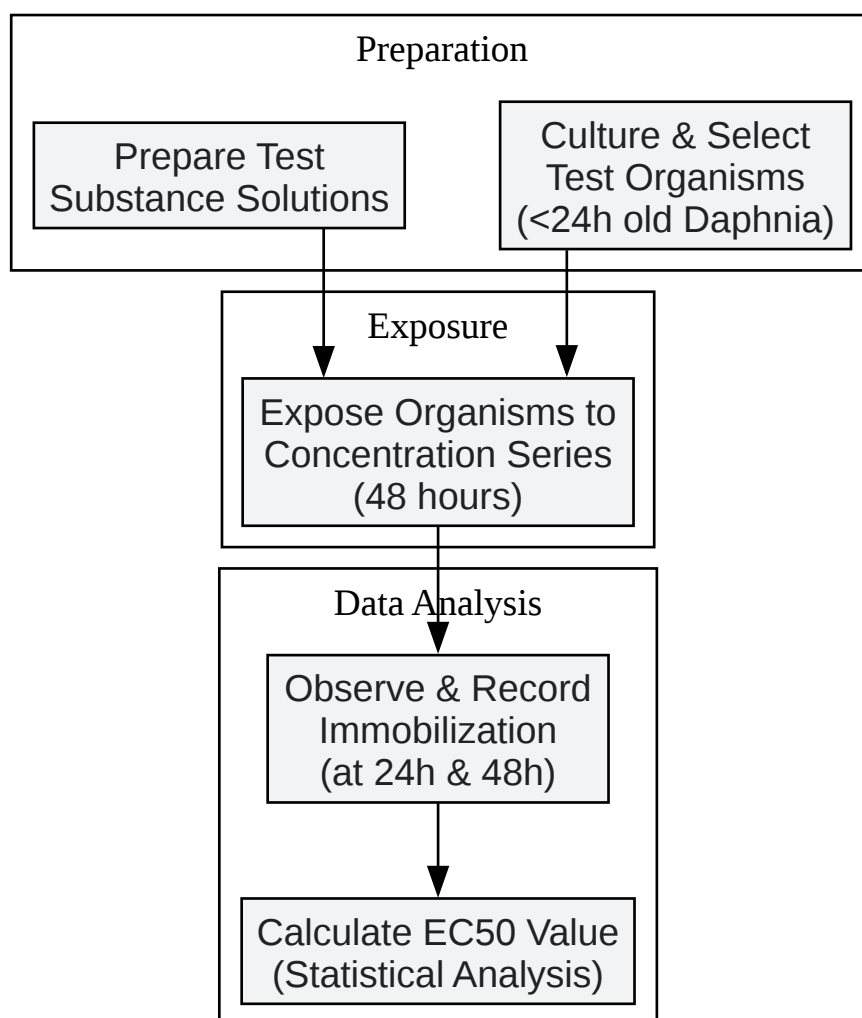 Preparation
Prepare Test
Substance Solutions
Culture & Select
Test Organisms
(<24h old Daphnia)
Exposure
Expose Organisms to
Concentration Series
(48 hours)
Data Analysis
Observe & Record
Immobilization
(at 24h & 48h)
Calculate EC50 Value
(Statistical Analysis)